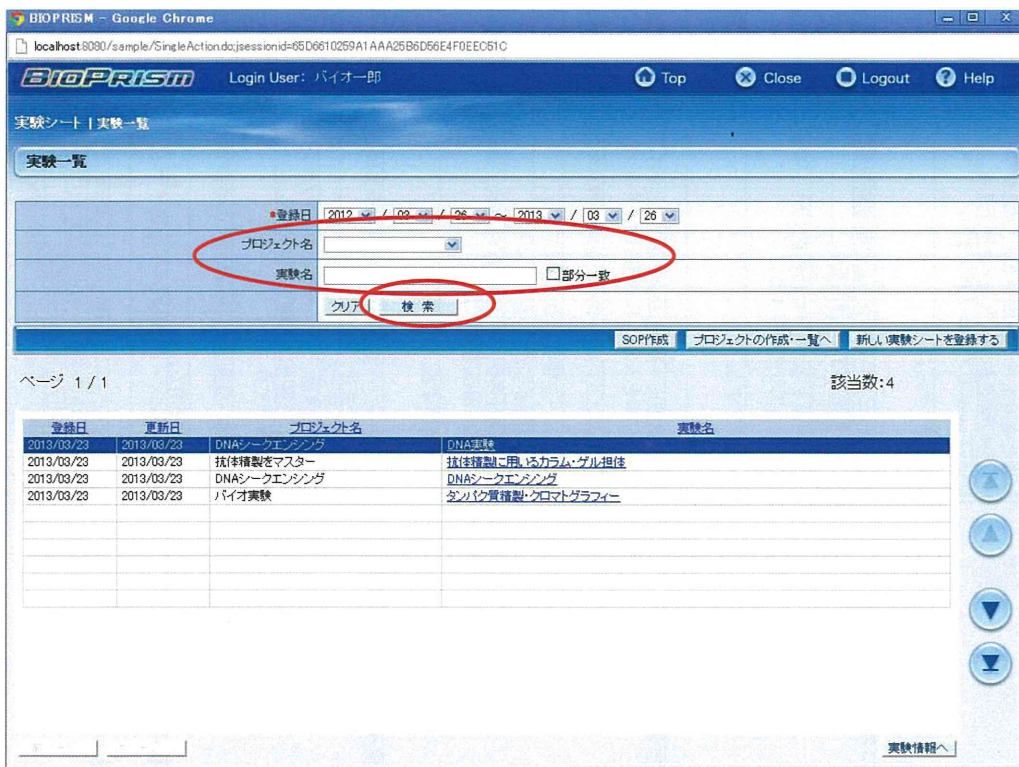 BIOPRISM - Google Chrome
localhost:8080/sample/SingleAction.do;jsessionid=65D6610259A1AAA25B6D56E4F0EEC51C
BIOPRISM Login User: バイオ一郎 Top Close Logout Help
実験シート | 実験一覧
実験一覧
*登録日 2012 / 03 / 26 ~ 2013 / 03 / 26
プロジェクト名
実験名 部分一致
クリア 検索
SOP作成 プロジェクトの作成・一覧へ 新しい実験シートを登録する
ページ 1 / 1 該当数:4
登録日 更新日 プロジェクト名 実験名
2013/03/23 2013/03/23 DNAシークエンシング DNA実験
2013/03/23 2013/03/23 抗体精製をマスター 抗体精製に用いるカラム・ゲル担体
2013/03/23 2013/03/23 DNAシークエンシング DNAシークエンジング
2013/03/23 2013/03/23 バイオ実験 タンパク質精製・クロマトグラフィー
実験情報へ